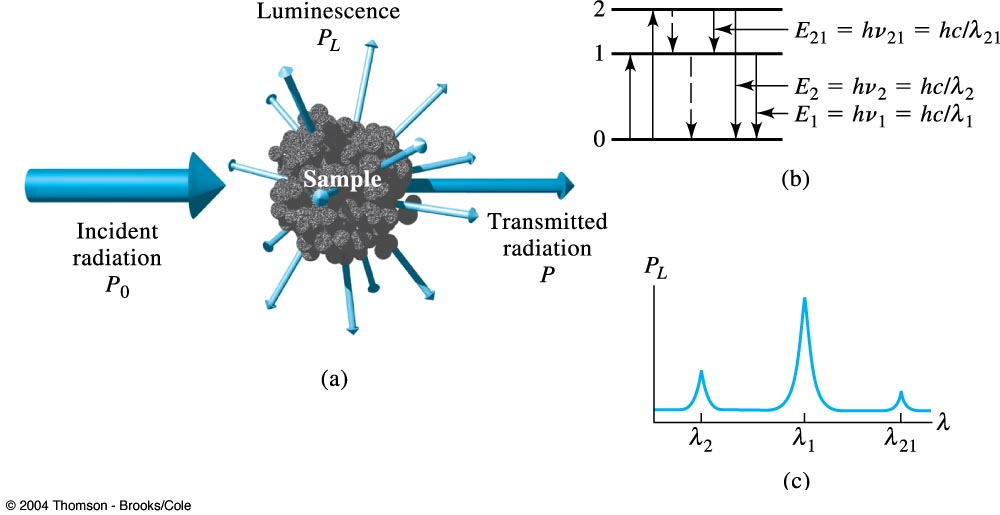 Luminescence
P_L
Sample
Incident
radiation
P_0
Transmitted
radiation
P
(a)
2
1
0
E_21 = hν_21 = hc/λ_21
E_2 = hν_2 = hc/λ_2
E_1 = hν_1 = hc/λ_1
(b)
P_L
λ_2 λ_1 λ_21 λ
(c)
© 2004 Thomson - Brooks/Cole